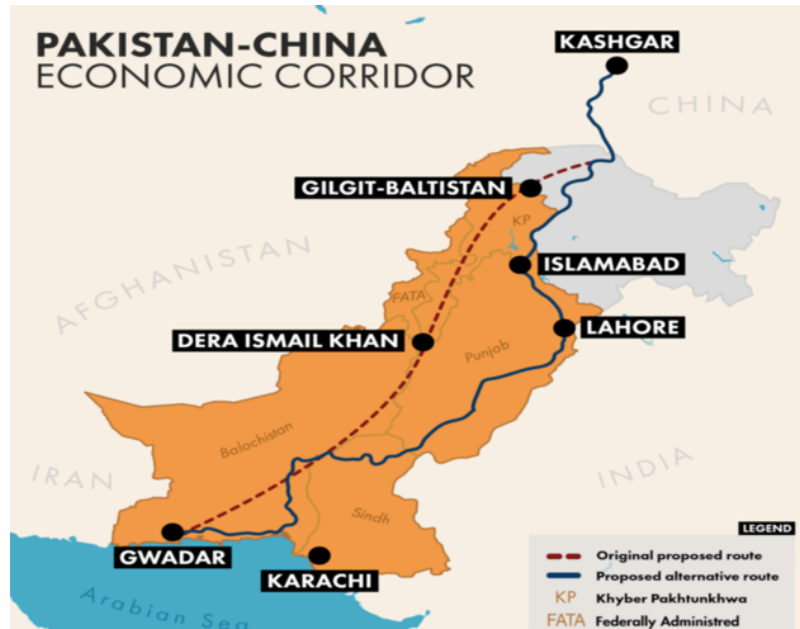 PAKISTAN-CHINA
ECONOMIC CORRIDOR
KASHGAR
CHINA
GILGIT-BALTISTAN
KP
ISLAMABAD
AFGHANISTAN
FATA
LAHORE
DERA ISMAIL KHAN
Punjab
Balochistan
IRAN
INDIA
Sindh
GWADAR
KARACHI
Arabian Sea
LEGEND
Original proposed route
Proposed alternative route
KP Khyber Pakhtunkhwa
FATA Federally Administred